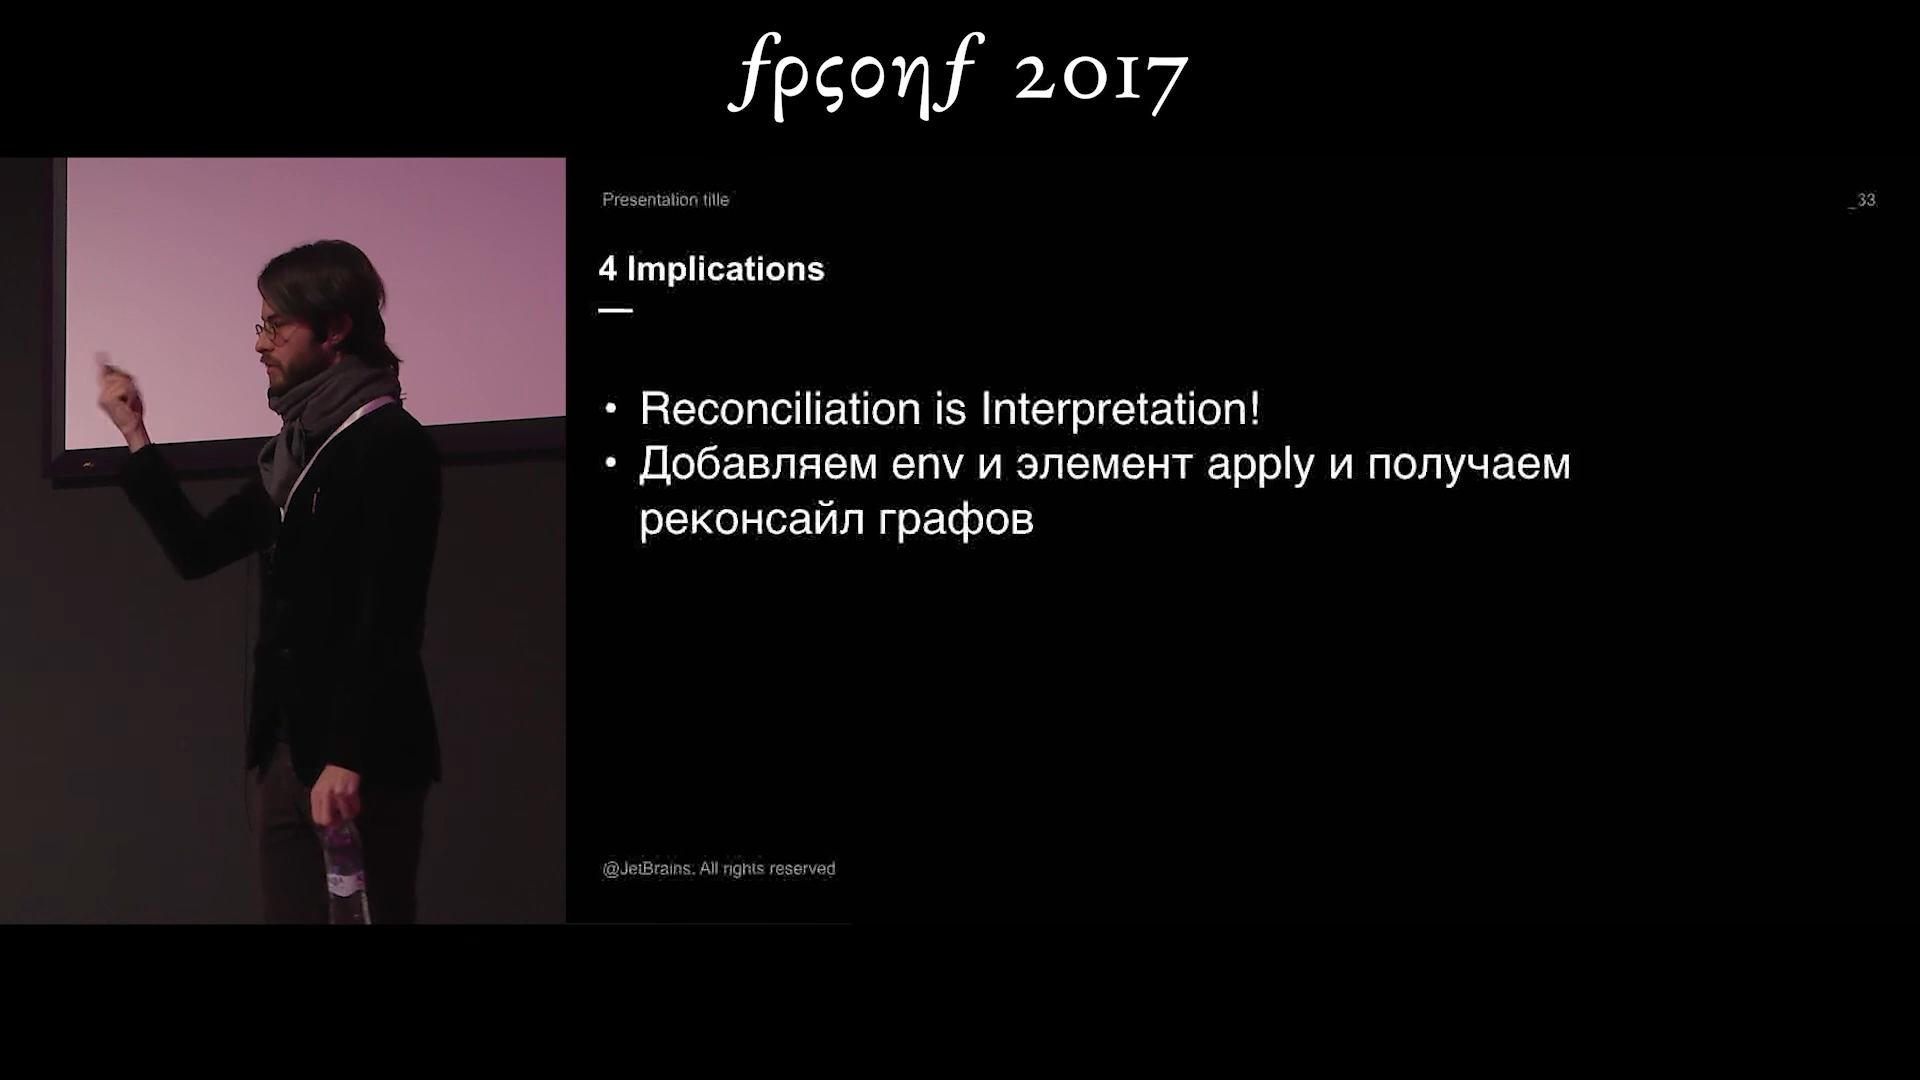 fρςοηf 2017
Presentation title
_33
4 Implications
• Reconciliation is Interpretation!
• Добавляем env и элемент apply и получаем
реконсайл графов
@JetBrains. All rights reserved